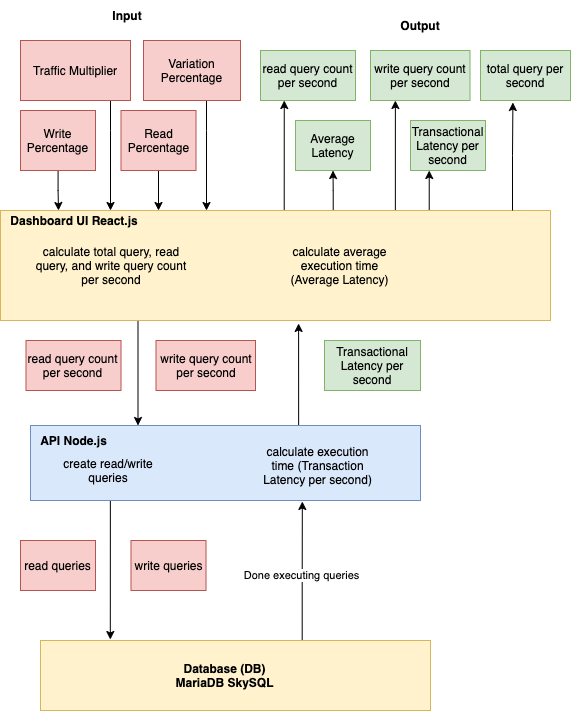 Input
Output
Traffic Multiplier
Variation
Percentage
read query count
per second
write query count
per second
total query per
second
Write
Percentage
Read
Percentage
Average
Latency
Transactional
Latency per
second
Dashboard UI React.js
calculate total query, read
query, and write query count
per second
calculate average
execution time
(Average Latency)
read query count
per second
write query count
per second
Transactional
Latency per
second
API Node.js
create read/write
queries
calculate execution
time (Transaction
Latency per second)
read queries
write queries
Done executing queries
Database (DB)
MariaDB SkySQL